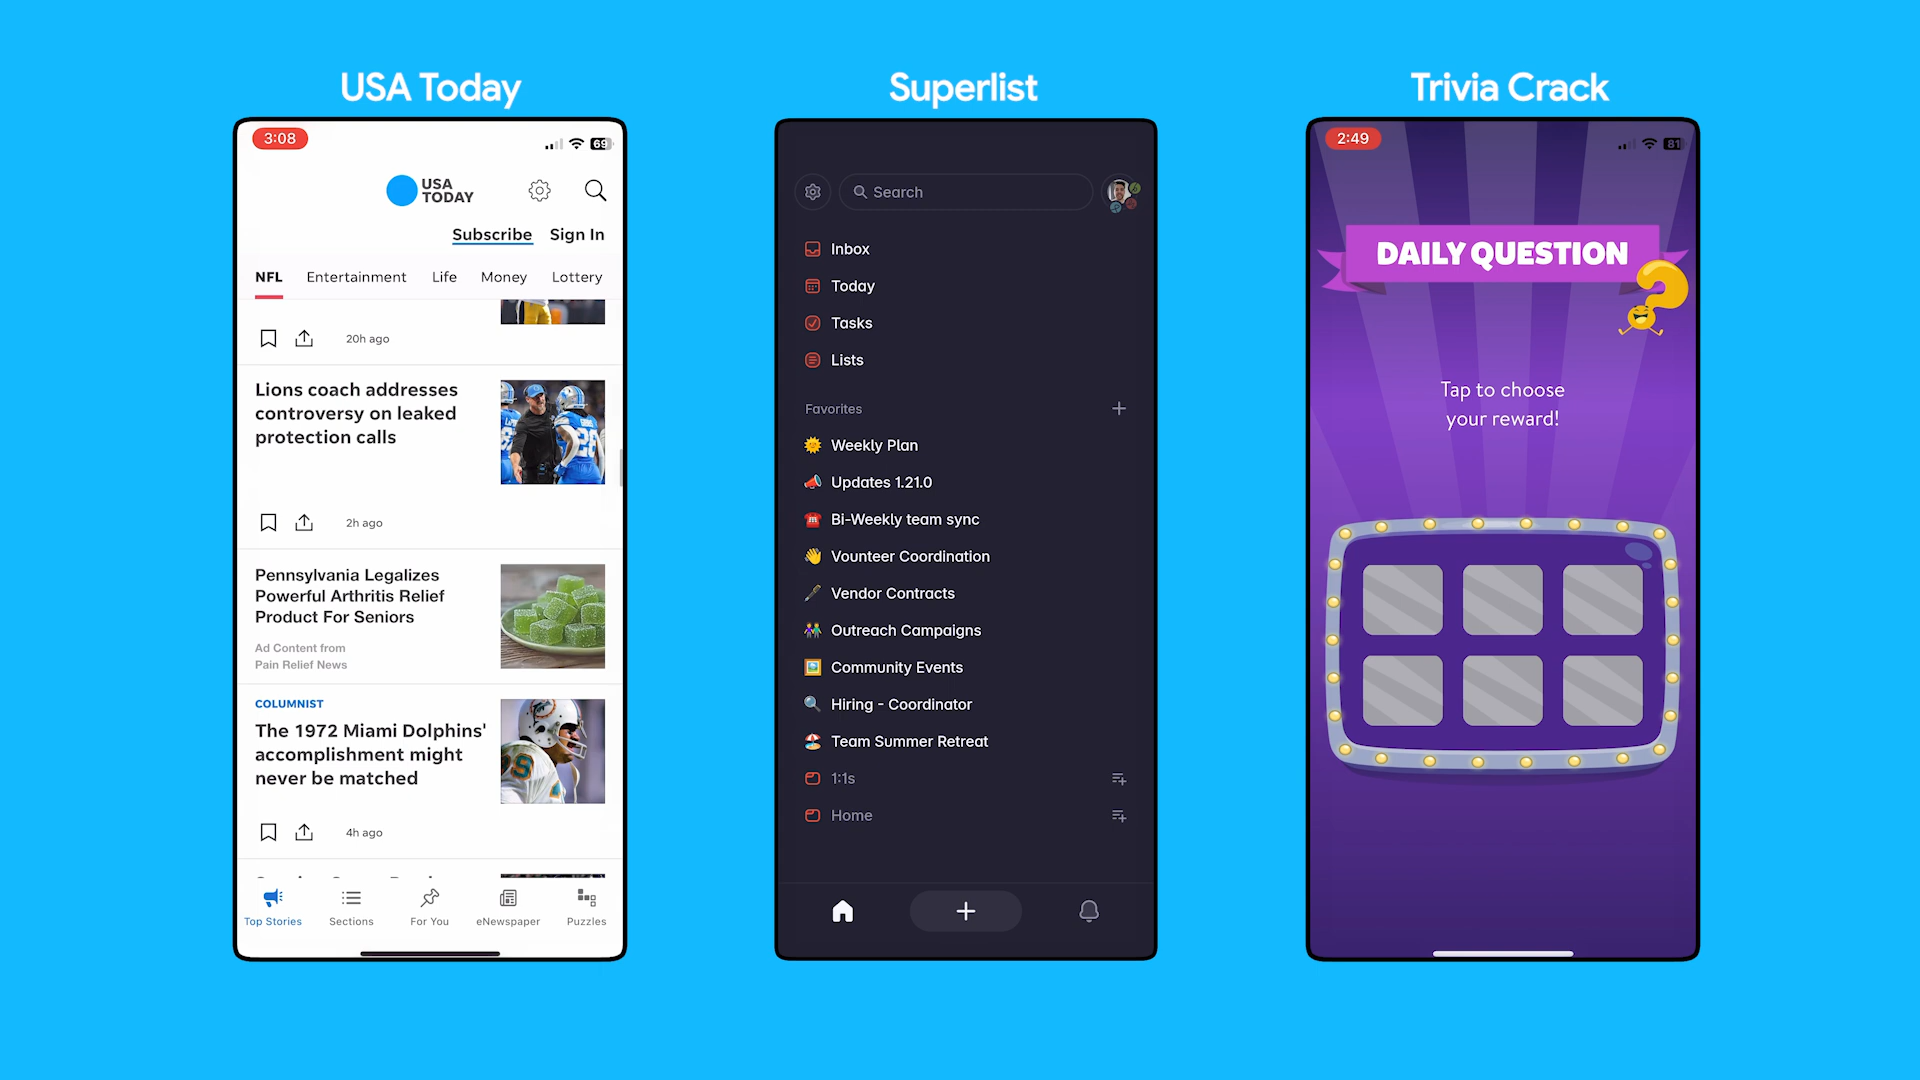 USA Today
3:08
69
USA
TODAY
Subscribe
Sign In
NFL
Entertainment
Life
Money
Lottery
20h ago
Lions coach addresses
controversy on leaked
protection calls
2h ago
Pennsylvania Legalizes
Powerful Arthritis Relief
Product For Seniors
Ad Content from
Pain Relief News
COLUMNIST
The 1972 Miami Dolphins'
accomplishment might
never be matched
4h ago
Top Stories
Sections
For You
eNewspaper
Puzzles
Superlist
Search
Inbox
Today
Tasks
Lists
Favorites
Weekly Plan
Updates 1.21.0
Bi-Weekly team sync
Vounteer Coordination
Vendor Contracts
Outreach Campaigns
Community Events
Hiring - Coordinator
Team Summer Retreat
1:1s
Home
Trivia Crack
2:49
81
DAILY QUESTION
Tap to choose
your reward!